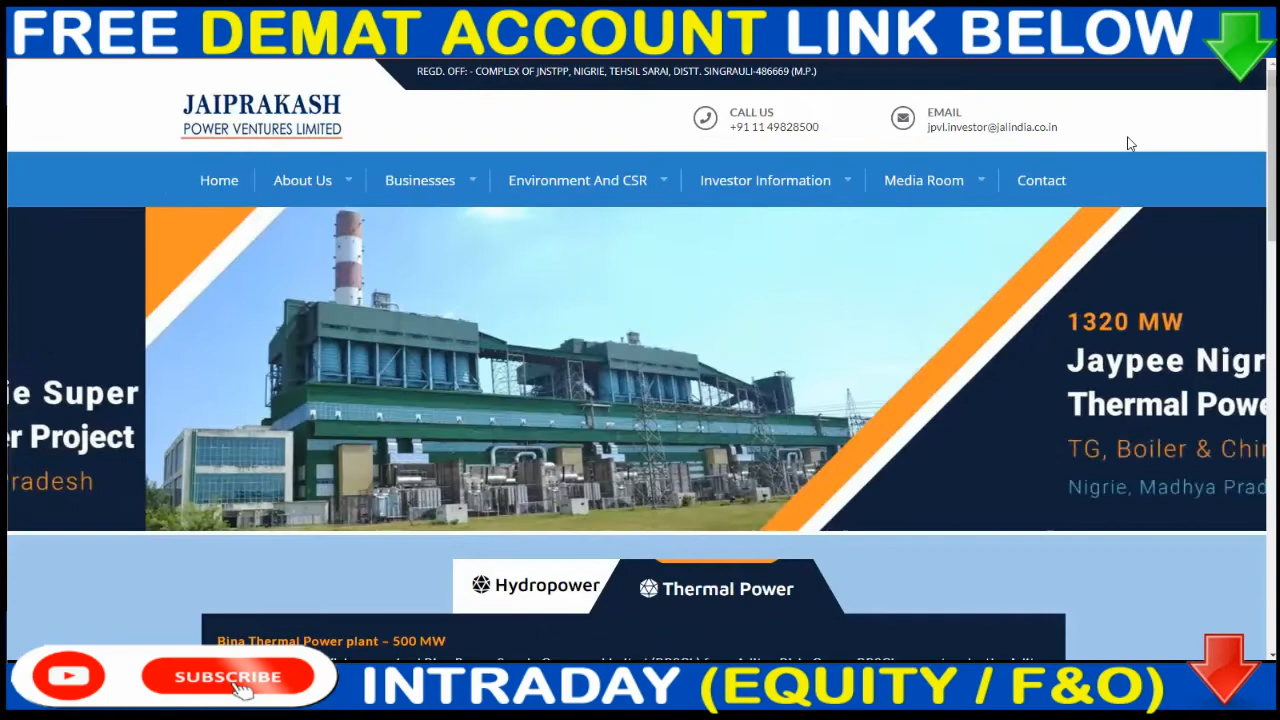 FREE DEMAT ACCOUNT LINK BELOW
REGD. OFF: - COMPLEX OF JNSTPP, NIGRIE, TEHSIL SARAI, DISTT. SINGRAULI-486669 (M.P.)
JAIPRAKASH
POWER VENTURES LIMITED
CALL US
+91 11 49828500
EMAIL
jpvl.investor@jalindia.co.in
Home About Us Businesses Environment And CSR Investor Information Media Room Contact
ie Super
er Project
radesh
1320 MW
Jaypee Nigr
Thermal Powe
TG, Boiler & Chi
Nigrie, Madhya Prad
Hydropower
Thermal Power
Bina Thermal Power plant – 500 MW
SUBSCRIBE
INTRADAY (EQUITY / F&O)